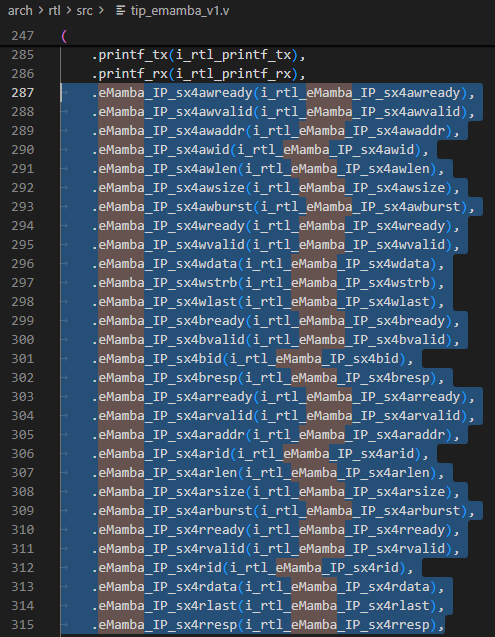 arch > rtl > src > tip_emamba_v1.v
247 (
285 .printf_tx(i_rtl_printf_tx),
286 .printf_rx(i_rtl_printf_rx),
287 .eMamba_IP_sx4awready(i_rtl_eMamba_IP_sx4awready),
288 .eMamba_IP_sx4awvalid(i_rtl_eMamba_IP_sx4awvalid),
289 .eMamba_IP_sx4awaddr(i_rtl_eMamba_IP_sx4awaddr),
290 .eMamba_IP_sx4awid(i_rtl_eMamba_IP_sx4awid),
291 .eMamba_IP_sx4awlen(i_rtl_eMamba_IP_sx4awlen),
292 .eMamba_IP_sx4awsize(i_rtl_eMamba_IP_sx4awsize),
293 .eMamba_IP_sx4awburst(i_rtl_eMamba_IP_sx4awburst),
294 .eMamba_IP_sx4wready(i_rtl_eMamba_IP_sx4wready),
295 .eMamba_IP_sx4wvalid(i_rtl_eMamba_IP_sx4wvalid),
296 .eMamba_IP_sx4wdata(i_rtl_eMamba_IP_sx4wdata),
297 .eMamba_IP_sx4wstrb(i_rtl_eMamba_IP_sx4wstrb),
298 .eMamba_IP_sx4wlast(i_rtl_eMamba_IP_sx4wlast),
299 .eMamba_IP_sx4bready(i_rtl_eMamba_IP_sx4bready),
300 .eMamba_IP_sx4bvalid(i_rtl_eMamba_IP_sx4bvalid),
301 .eMamba_IP_sx4bid(i_rtl_eMamba_IP_sx4bid),
302 .eMamba_IP_sx4bresp(i_rtl_eMamba_IP_sx4bresp),
303 .eMamba_IP_sx4arready(i_rtl_eMamba_IP_sx4arready),
304 .eMamba_IP_sx4arvalid(i_rtl_eMamba_IP_sx4arvalid),
305 .eMamba_IP_sx4araddr(i_rtl_eMamba_IP_sx4araddr),
306 .eMamba_IP_sx4arid(i_rtl_eMamba_IP_sx4arid),
307 .eMamba_IP_sx4arlen(i_rtl_eMamba_IP_sx4arlen),
308 .eMamba_IP_sx4arsize(i_rtl_eMamba_IP_sx4arsize),
309 .eMamba_IP_sx4arburst(i_rtl_eMamba_IP_sx4arburst),
310 .eMamba_IP_sx4rready(i_rtl_eMamba_IP_sx4rready),
311 .eMamba_IP_sx4rvalid(i_rtl_eMamba_IP_sx4rvalid),
312 .eMamba_IP_sx4rid(i_rtl_eMamba_IP_sx4rid),
313 .eMamba_IP_sx4rdata(i_rtl_eMamba_IP_sx4rdata),
314 .eMamba_IP_sx4rlast(i_rtl_eMamba_IP_sx4rlast),
315 .eMamba_IP_sx4rresp(i_rtl_eMamba_IP_sx4rresp),